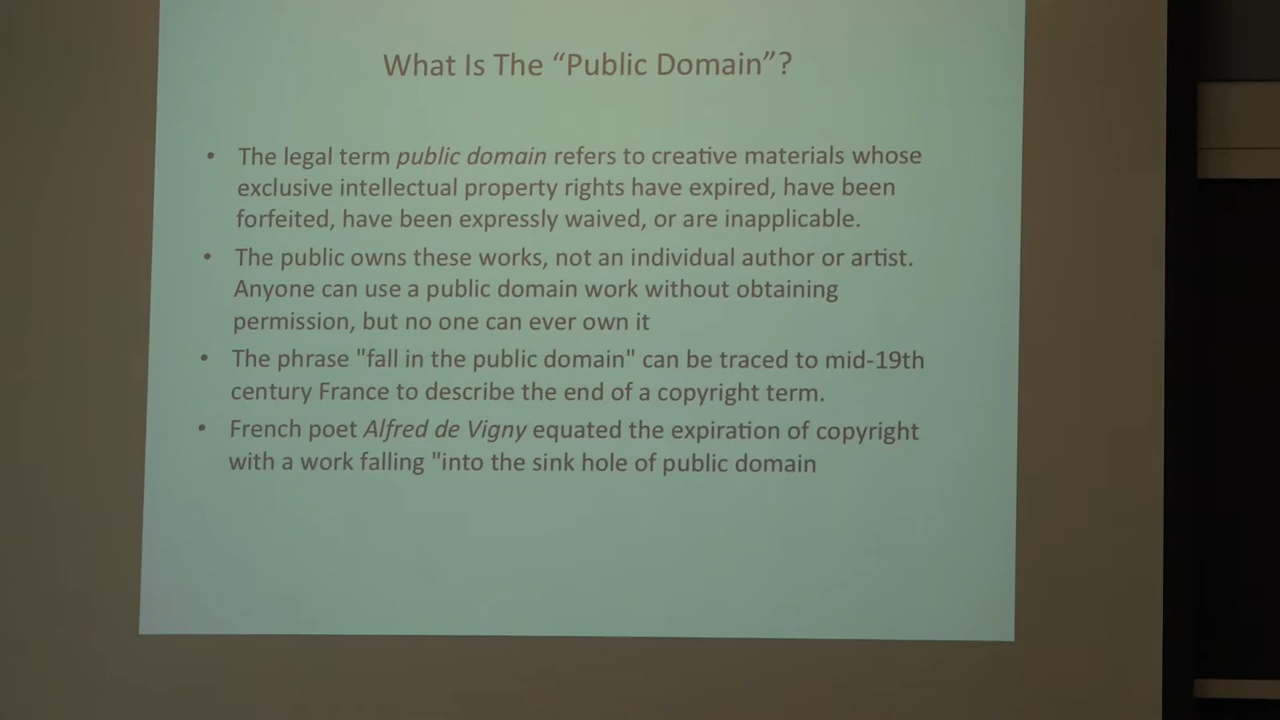 What Is The “Public Domain”?
• The legal term public domain refers to creative materials whose
exclusive intellectual property rights have expired, have been
forfeited, have been expressly waived, or are inapplicable.
• The public owns these works, not an individual author or artist.
Anyone can use a public domain work without obtaining
permission, but no one can ever own it
• The phrase "fall in the public domain" can be traced to mid-19th
century France to describe the end of a copyright term.
• French poet Alfred de Vigny equated the expiration of copyright
with a work falling "into the sink hole of public domain